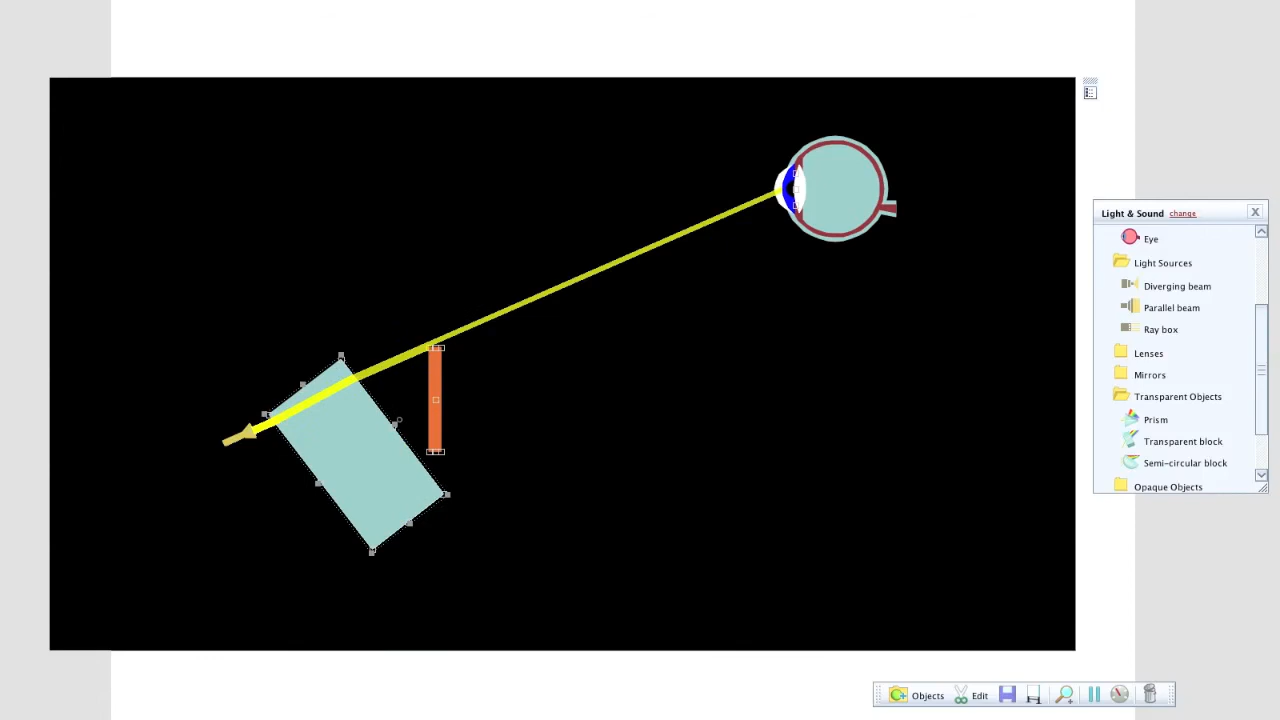 Light & Sound change
Eye
Light Sources
Diverging beam
Parallel beam
Ray box
Lenses
Mirrors
Transparent Objects
Prism
Transparent block
Semi-circular block
Opaque Objects
Objects Edit